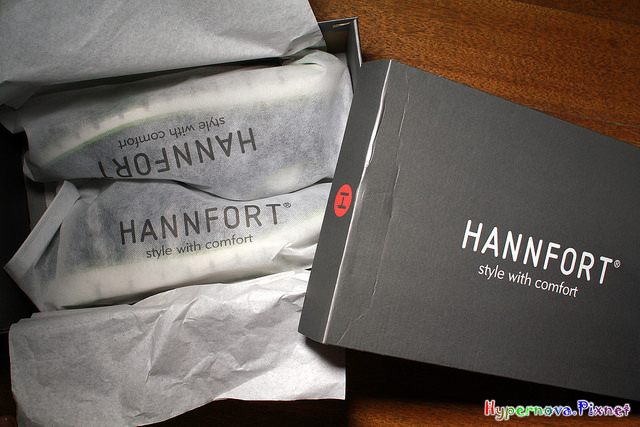 style with comfort
HANNFORT
HANNFORT®
style with comfort
H
HANNFORT®
style with comfort
Hypernova.Pixnet